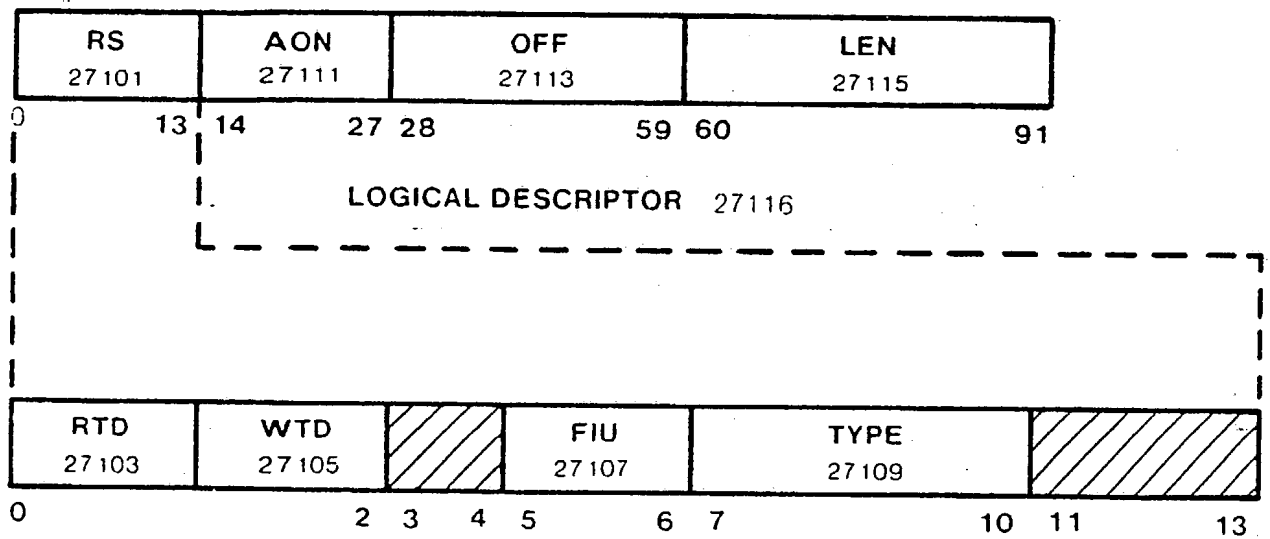 RS AON OFF LEN
27101 27111 27113 27115
0 13 14 27 28 59 60 91
LOGICAL DESCRIPTOR 27116
RTD WTD FIU TYPE
27103 27105 27107 27109
0 2 3 4 5 6 7 10 11 13